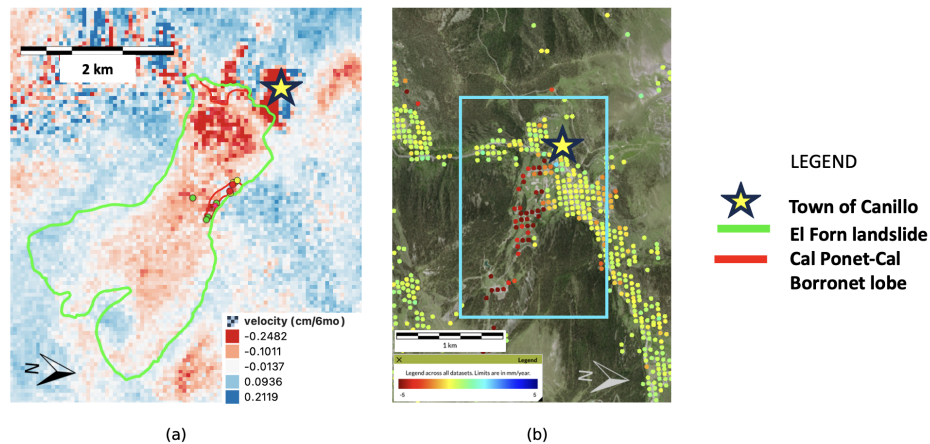 2 km
N
velocity (cm/6mo)
-0.2482
-0.1011
-0.0137
0.0936
0.2119
(a)
1 km
Legend
Legend across all datasets. Limits are in mm/year.
-5
5
N
(b)
LEGEND
Town of Canillo
El Forn landslide
Cal Ponet-Cal
Borronet lobe